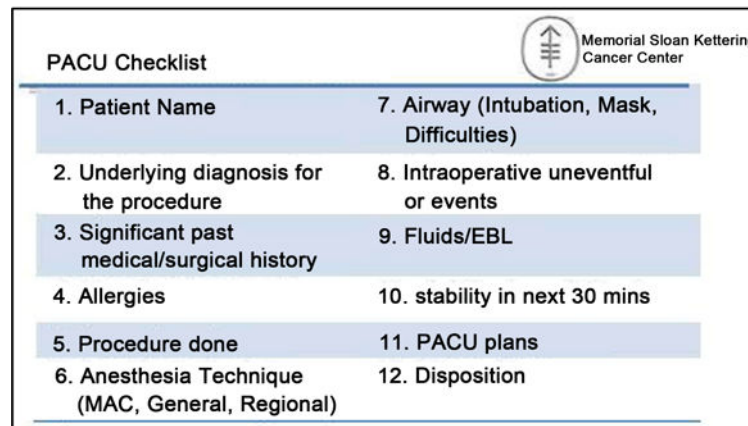 PACU Checklist
Memorial Sloan Kettering
Cancer Center
1. Patient Name
2. Underlying diagnosis for
the procedure
3. Significant past
medical/surgical history
4. Allergies
5. Procedure done
6. Anesthesia Technique
(MAC, General, Regional)
7. Airway (Intubation, Mask,
Difficulties)
8. Intraoperative uneventful
or events
9. Fluids/EBL
10. stability in next 30 mins
11. PACU plans
12. Disposition